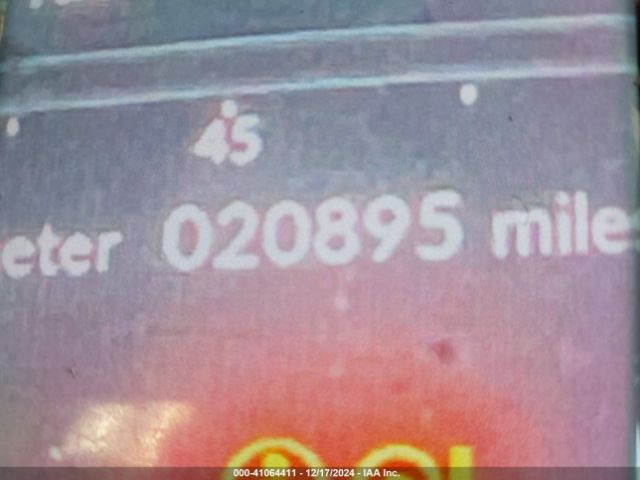 45
eter 020895 mile
000-41064411 - 12/17/2024 - IAA Inc.